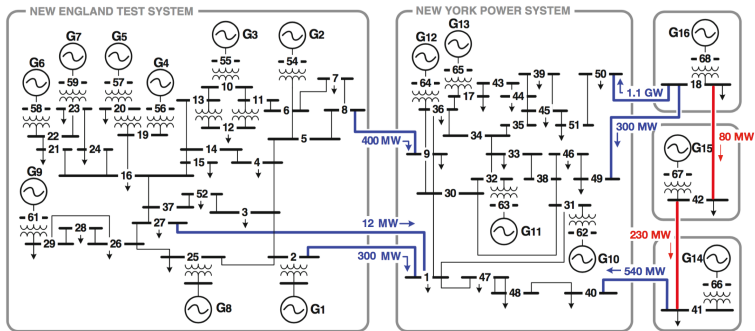 NEW ENGLAND TEST SYSTEM
NEW YORK POWER SYSTEM
G7
G5
G3
G2
G12
G13
G16
G6
G4
59
57
55
54
64
65
68
58
56
7
43
39
50
18
10
36
17
44
1.1 GW
23
20
13
11
6
8
45
22
19
12
35
51
300 MW
80 MW
21
24
14
5
34
G15
400 MW
9
33
46
15
4
67
G9
16
32
38
49
42
52
30
31
61
37
3
63
62
27
12 MW
G11
230 MW
G14
28
25
2
300 MW
G10
540 MW
29
26
1
47
66
48
40
41
G8
G1